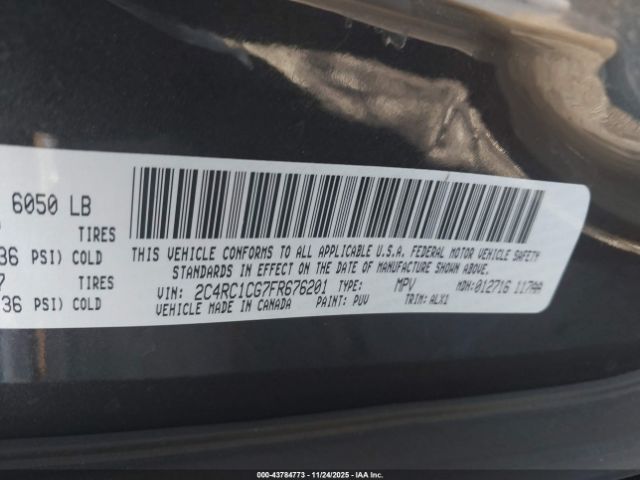 6050 LB
TIRES
36 PSI) COLD
TIRES
36 PSI) COLD
THIS VEHICLE CONFORMS TO ALL APPLICABLE U.S.A. FEDERAL MOTOR VEHICLE SAFETY
STANDARDS IN EFFECT ON THE DATE OF MANUFACTURE SHOWN ABOVE.
VIN: 2C4RC1CG7FR676201 TYPE: MPV MDH:012716 117AA
VEHICLE MADE IN CANADA PAINT: PUV TRIM: ALX1
000-43784773 - 11/24/2025 - IAA Inc.